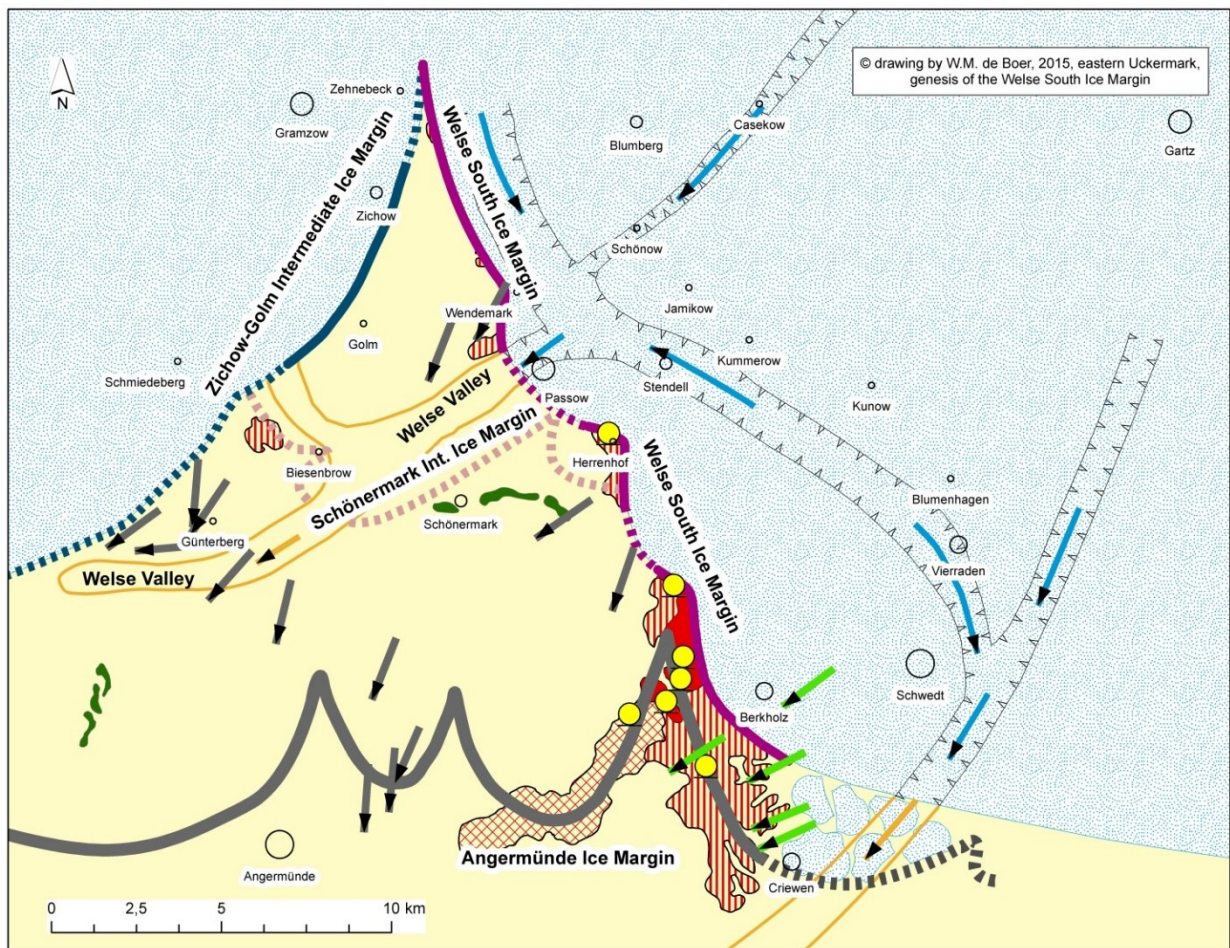 © drawing by W.M. de Boer, 2015, eastern Uckermark,
genesis of the Welse South Ice Margin
N
Zehnebeck
Gramzow
Casekow
Blumberg
Gartz
Zichow-Golm Intermediate Ice Margin
Welse South Ice Margin
Zichow
Schönow
Jamikow
Wendemark
Golm
Kummerow
Schmiedeberg
Stendell
Passow
Kunow
Welse Valley
Schönermark Int. Ice Margin
Biesenbrow
Herrenhof
Welse South Ice Margin
Blumenhagen
Schönermark
Günterberg
Vierraden
Welse Valley
Schwedt
Berkholz
Angermünde Ice Margin
Criewen
Angermünde
0 2,5 5 10 km